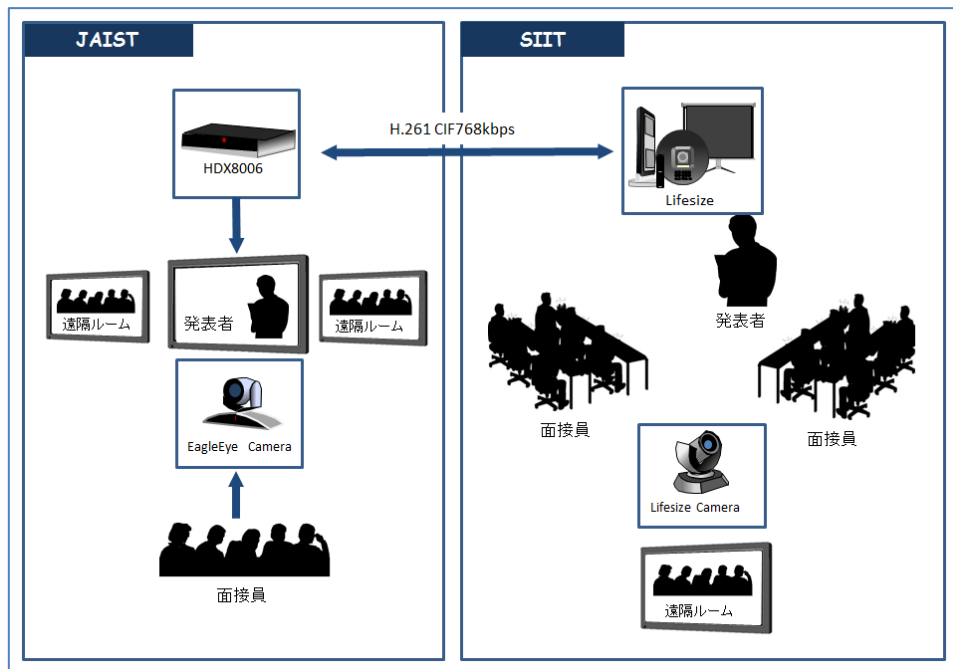 JAIST
HDX8006
遠隔ルーム
発表者
遠隔ルーム
EagleEye Camera
面接員
H.261 CIF768kbps
SIIT
Lifesize
発表者
面接員
面接員
Lifesize Camera
遠隔ルーム